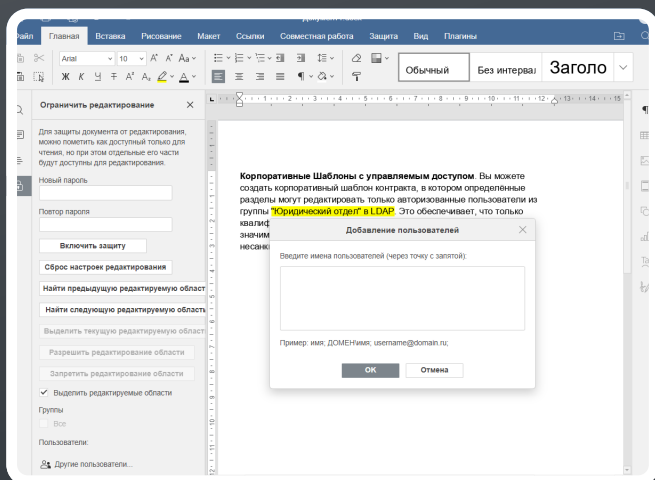 Главная Вставка Рисование Макет Ссылки Совместная работа Защита Вид Плагины
Arial 10 Аа
Ж К Ч Т
Обычный Без интервал Заголо
Ограничить редактирование
Для защиты документа от редактирования,
можно пометить как доступный только для
чтения, но при этом отдельные его части
будут доступны для редактирования.
Новый пароль
Повтор пароля
Включить защиту
Сброс настроек редактирования
Найти предыдущую редактируемую област
Найти следующую редактируемую область
Выделить текущую редактируемую област
Разрешить редактирование области
Запретить редактирование области
Выделить редактируемые области
Группы
Все
Пользователи:
Другие пользователи...
Корпоративные Шаблоны с управляемым доступом. Вы можете
создать корпоративный шаблон контракта, в котором определённые
разделы могут редактировать только авторизованные пользователи из
группы "Юридический отдел" в LDAP. Это обеспечивает, что только
квалиф
значим
несанк
Добавление пользователей
Введите имена пользователей (через точку с запятой):
Пример: имя; ДОМЕН\имя; username@domain.ru;
ОК Отмена